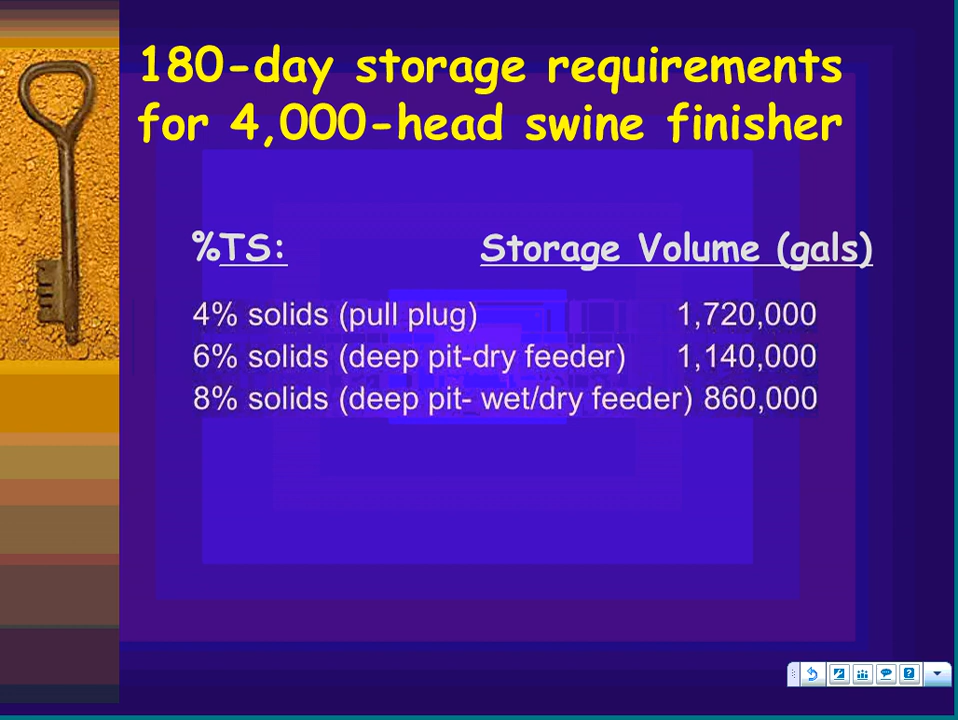 180-day storage requirements
for 4,000-head swine finisher
%TS: Storage Volume (gals)
4% solids (pull plug) 1,720,000
6% solids (deep pit-dry feeder) 1,140,000
8% solids (deep pit- wet/dry feeder) 860,000